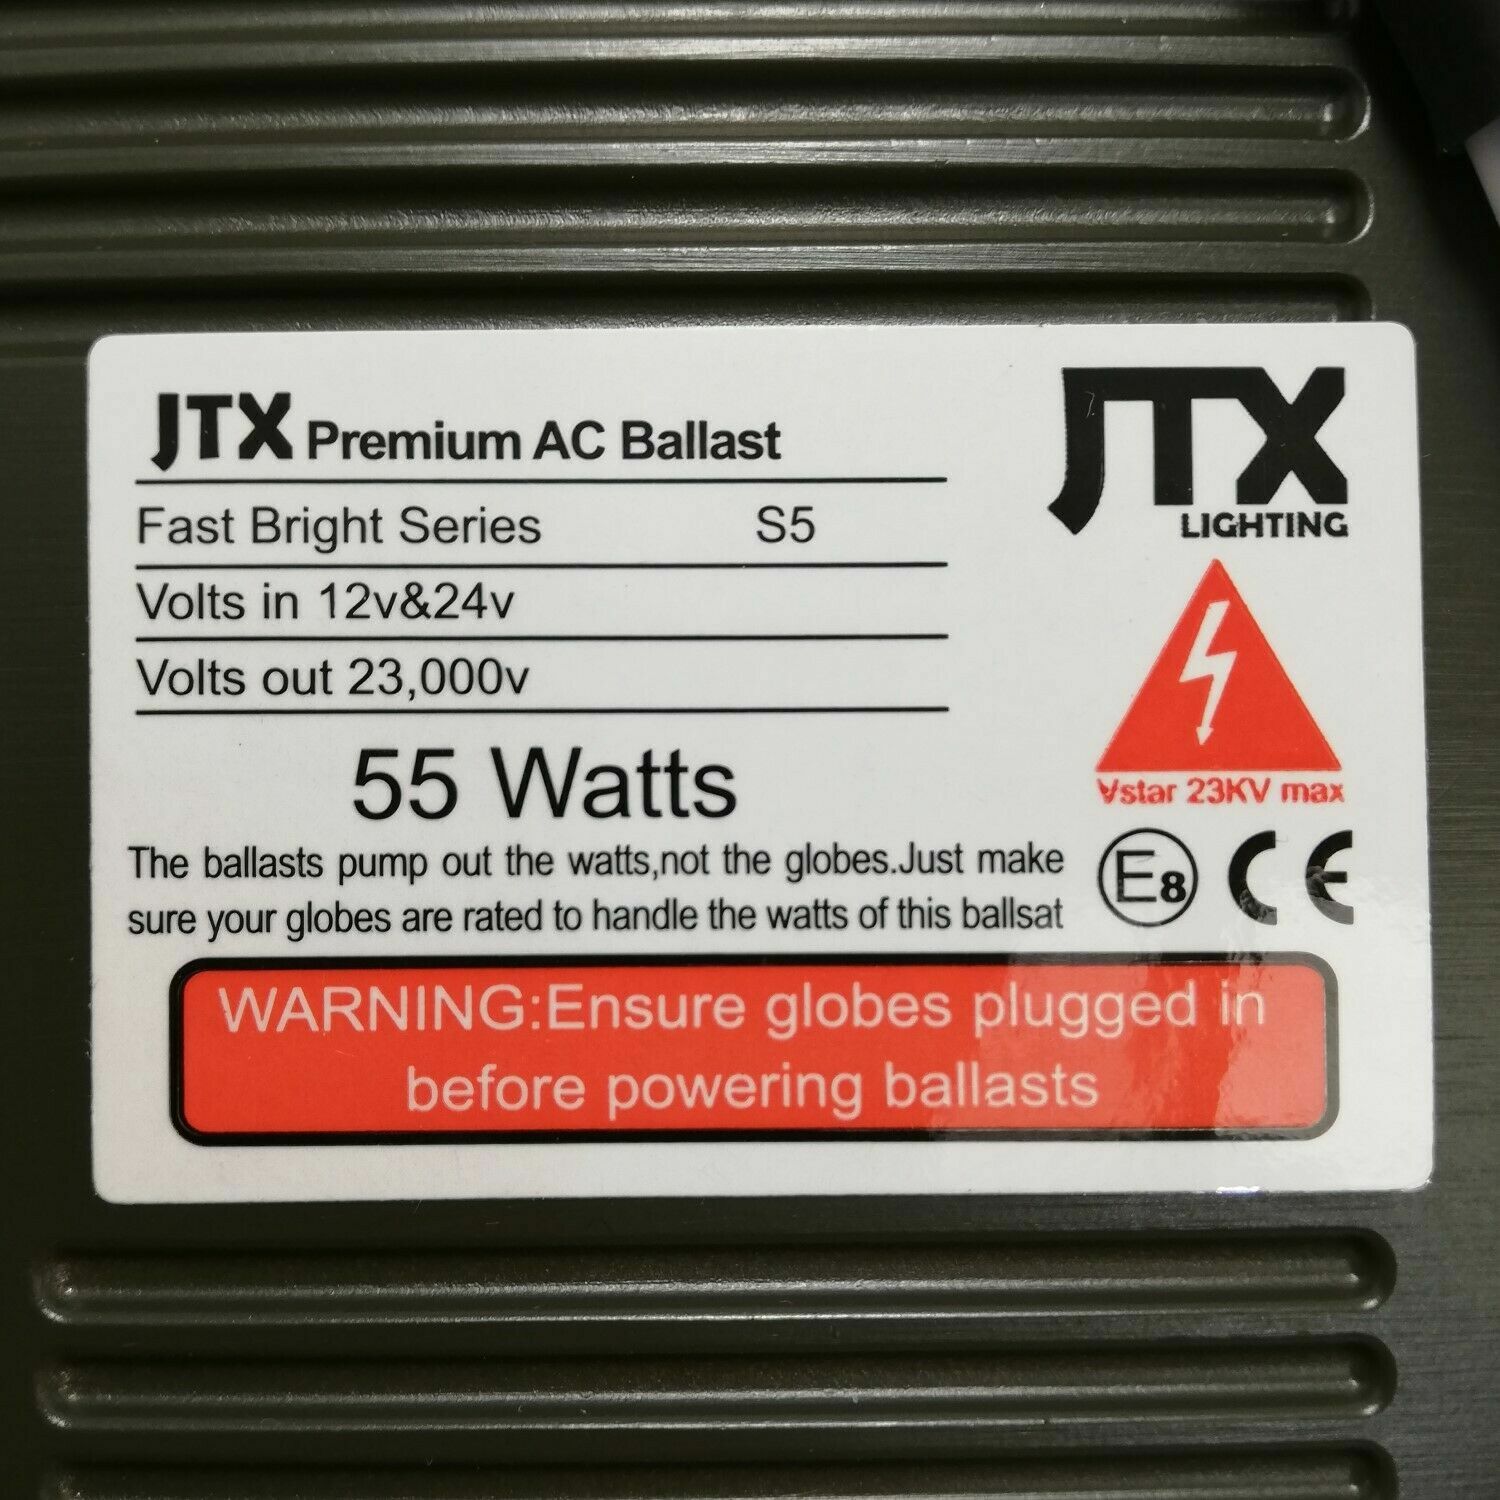 JTX Premium AC Ballast
JTX
LIGHTING
Fast Bright Series S5
Volts in 12v&24v
Volts out 23,000v
55 Watts
Vstar 23KV max
The ballasts pump out the watts,not the globes.Just make
sure your globes are rated to handle the watts of this ballsat
E8 CE
WARNING:Ensure globes plugged in
before powering ballasts